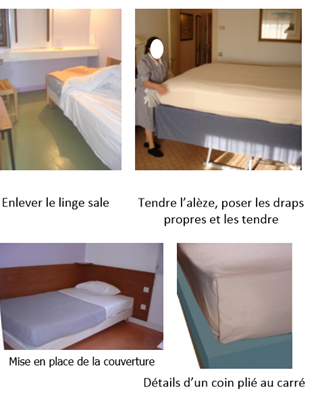 Enlever le linge sale
Tendre l'alèze, poser les draps
propres et les tendre
Mise en place de la couverture
Détails d'un coin plié au carré